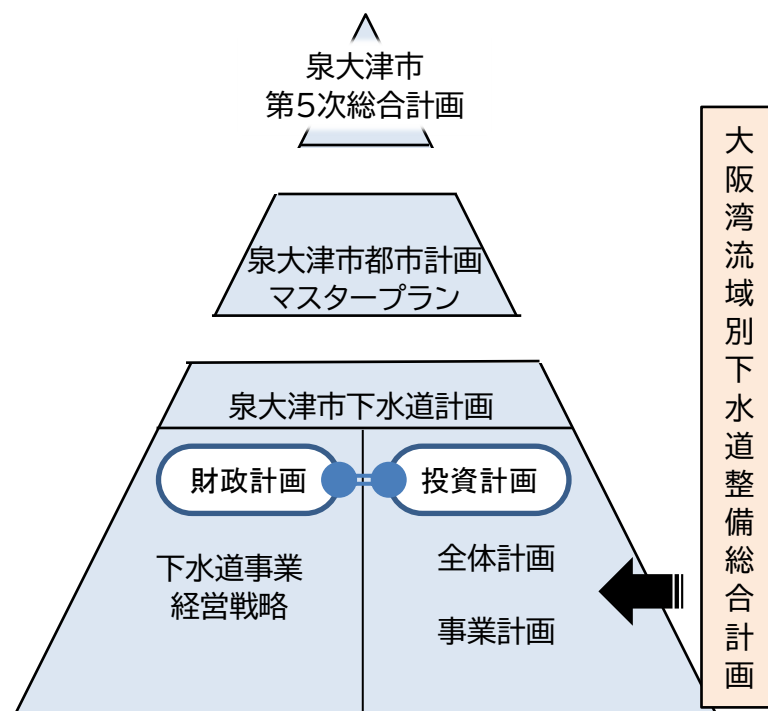 泉大津市
第5次総合計画
泉大津市都市計画
マスタープラン
泉大津市下水道計画
財政計画
投資計画
下水道事業
経営戦略
全体計画
事業計画
大阪湾流域別下水道整備総合計画